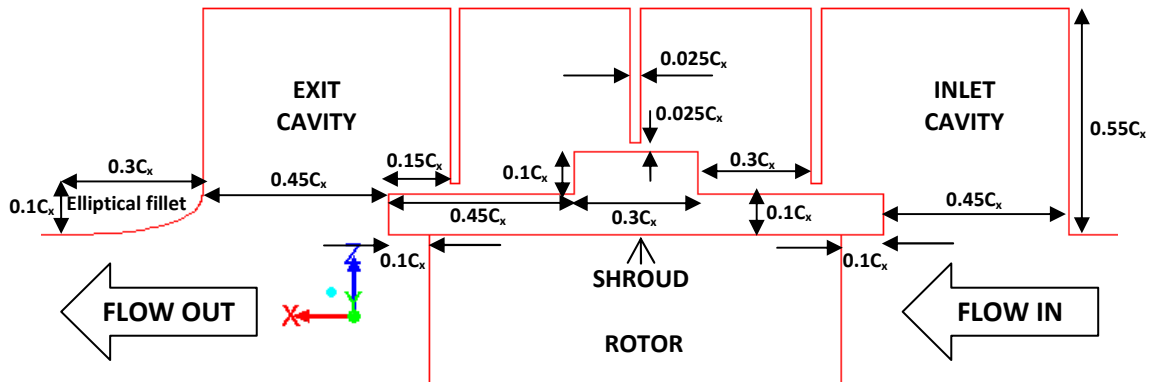 0.025Cₓ
EXIT
CAVITY
INLET
CAVITY
0.025Cₓ
0.55Cₓ
0.3Cₓ
0.15Cₓ
0.1Cₓ
0.3Cₓ
0.1Cₓ
Elliptical fillet
0.45Cₓ
0.45Cₓ
0.3Cₓ
0.1Cₓ
0.45Cₓ
0.1Cₓ
Z
SHROUD
0.1Cₓ
FLOW OUT
X
Y
FLOW IN
ROTOR